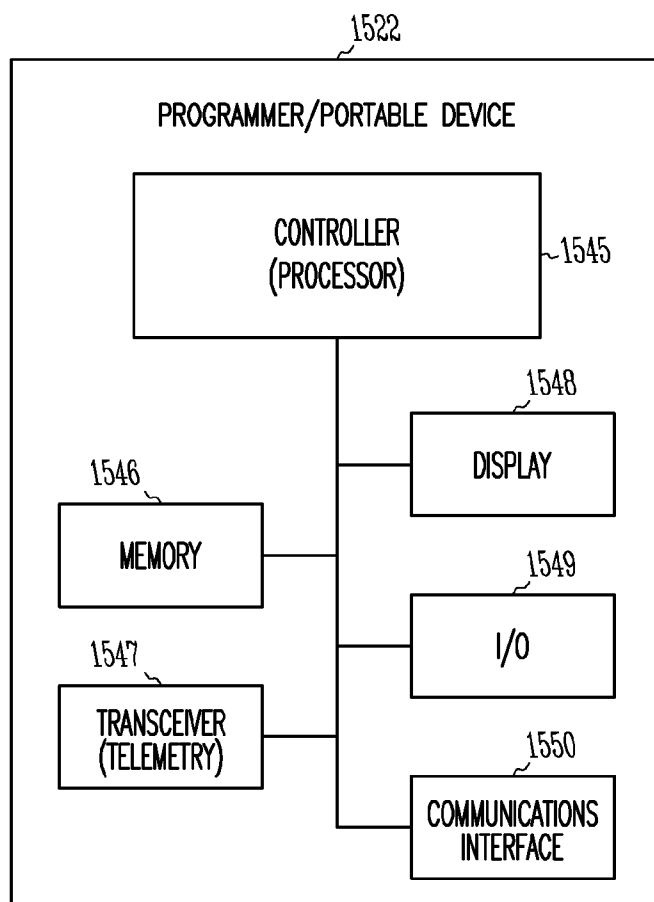 1522
PROGRAMMER/PORTABLE DEVICE
CONTROLLER
(PROCESSOR)
1545
1548
DISPLAY
1546
MEMORY
1549
I/O
1547
TRANSCEIVER
(TELEMETRY)
1550
COMMUNICATIONS
INTERFACE